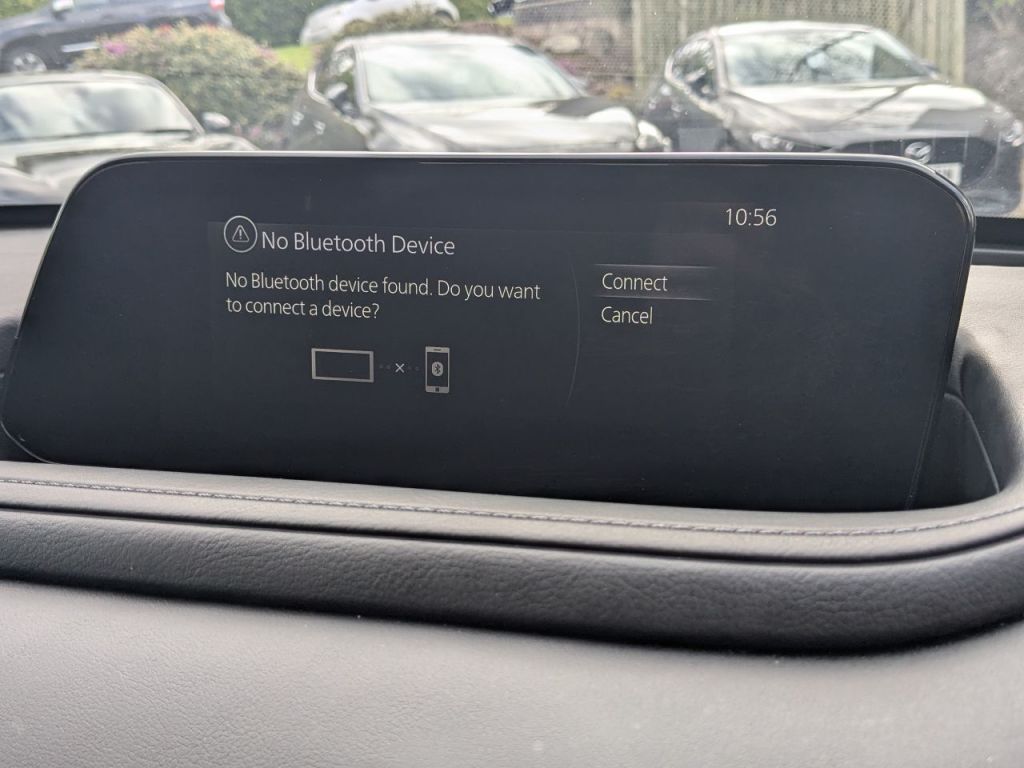 10:56
No Bluetooth Device
No Bluetooth device found. Do you want
to connect a device?
Connect
Cancel